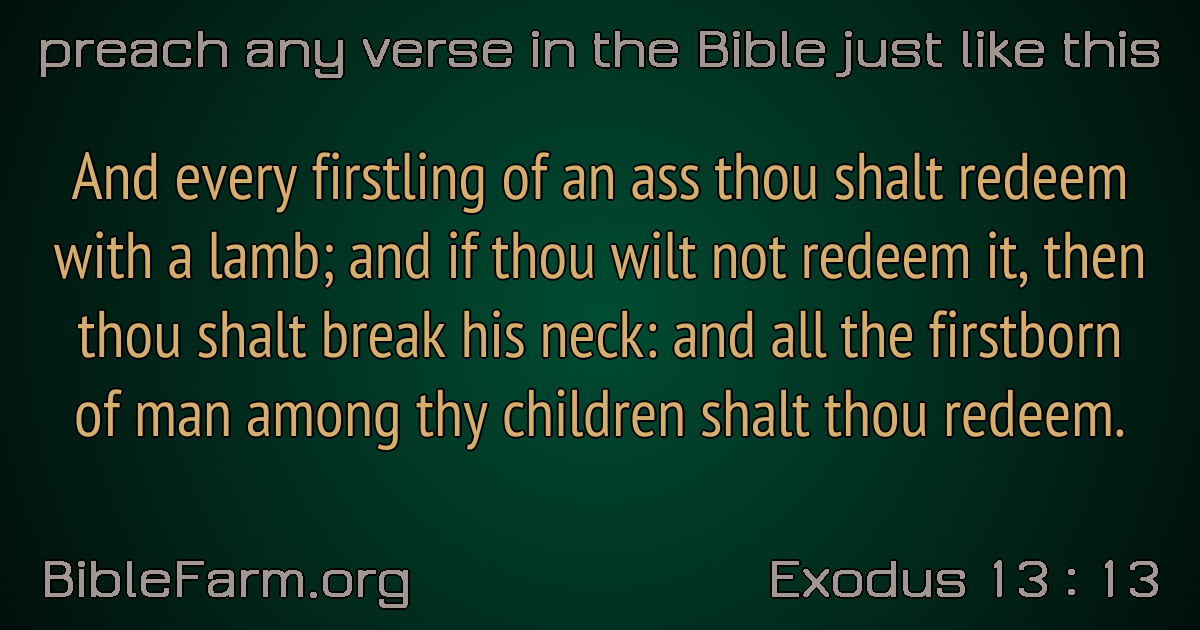 preach any verse in the Bible just like this
And every firstling of an ass thou shalt redeem
with a lamb; and if thou wilt not redeem it, then
thou shalt break his neck: and all the firstborn
of man among thy children shalt thou redeem.
BibleFarm.org
Exodus 13 : 13